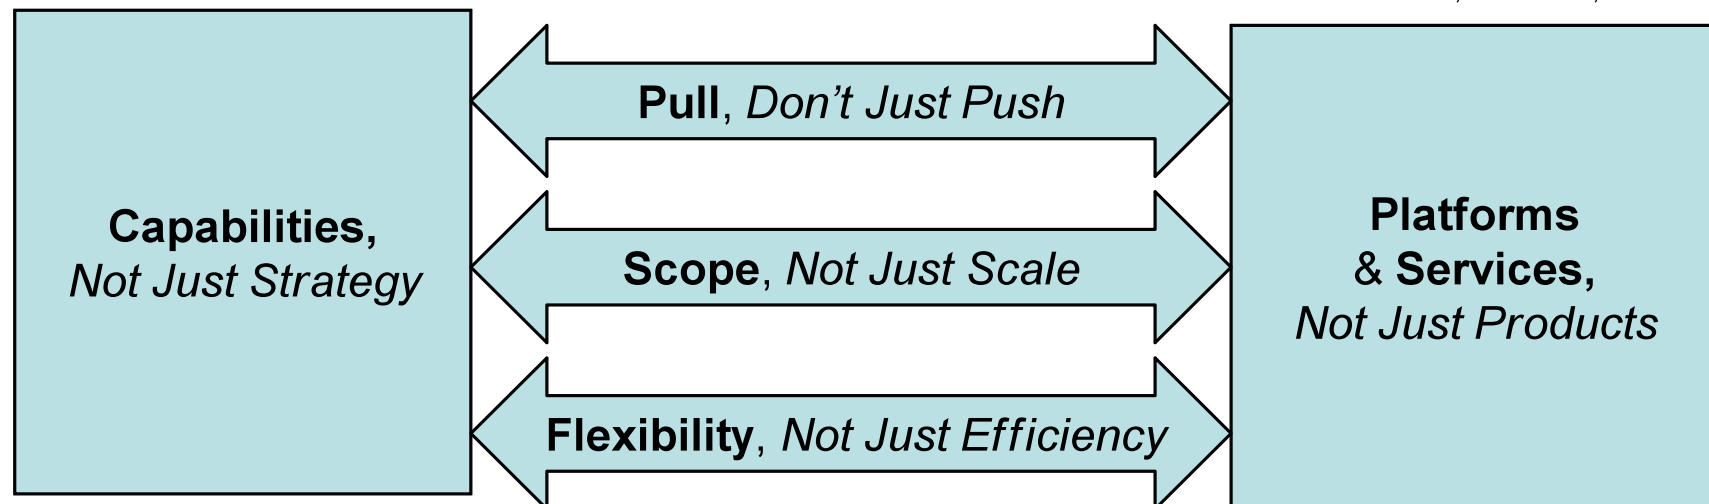 Capabilities,
Not Just Strategy
Pull, Don’t Just Push
Scope, Not Just Scale
Flexibility, Not Just Efficiency
Platforms
& Services,
Not Just Products